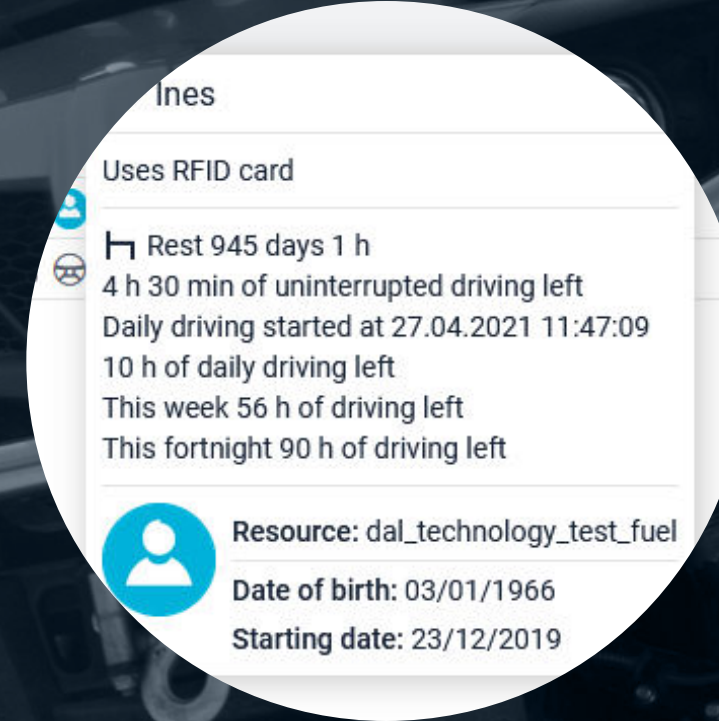 Ines
Uses RFID card
Rest 945 days 1 h
4 h 30 min of uninterrupted driving left
Daily driving started at 27.04.2021 11:47:09
10 h of daily driving left
This week 56 h of driving left
This fortnight 90 h of driving left
Resource: dal_technology_test_fuel
Date of birth: 03/01/1966
Starting date: 23/12/2019